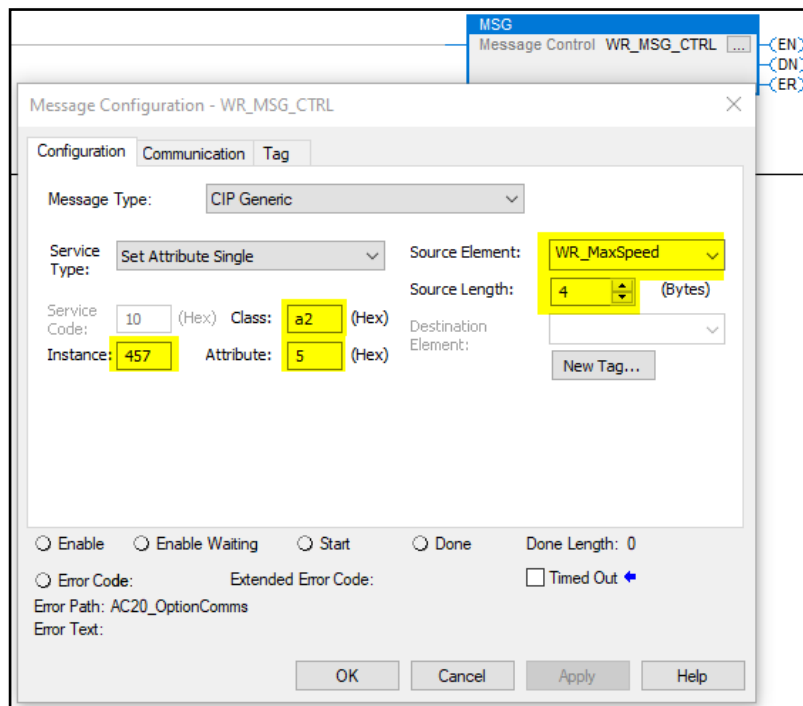 MSG
Message Control WR_MSG_CTRL ...
EN
DN
ER
Message Configuration - WR_MSG_CTRL
Configuration Communication Tag
Message Type: CIP Generic
Service Type: Set Attribute Single
Source Element: WR_MaxSpeed
Source Length: 4 (Bytes)
Service Code: 10 (Hex) Class: a2 (Hex)
Destination Element:
Instance: 457 Attribute: 5 (Hex)
New Tag...
Enable Enable Waiting Start Done Done Length: 0
Error Code: Extended Error Code: Timed Out
Error Path: AC20_OptionComms
Error Text:
OK Cancel Apply Help